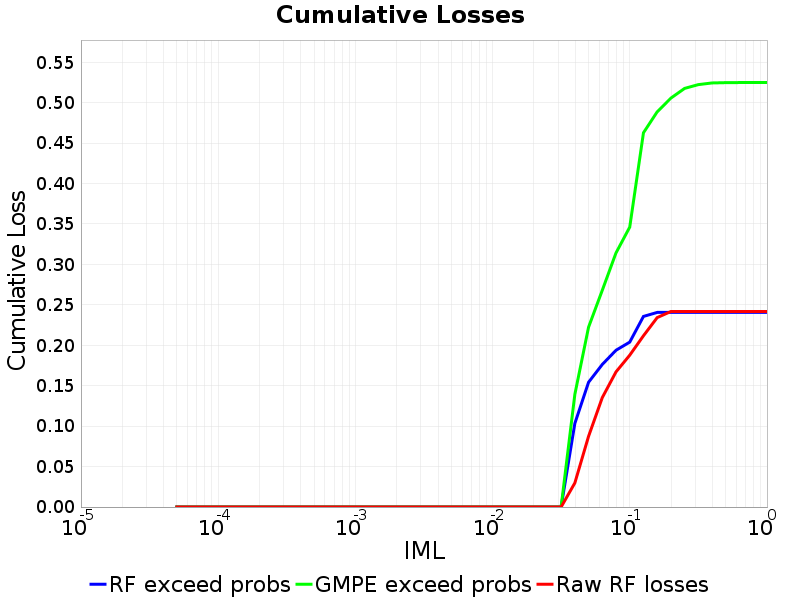 Cumulative Losses
Cumulative Loss
0.55
0.50
0.45
0.40
0.35
0.30
0.25
0.20
0.15
0.10
0.05
0.00
10^-5 10^-4 10^-3 10^-2 10^-1 10^0
IML
RF exceed probs GMPE exceed probs Raw RF losses